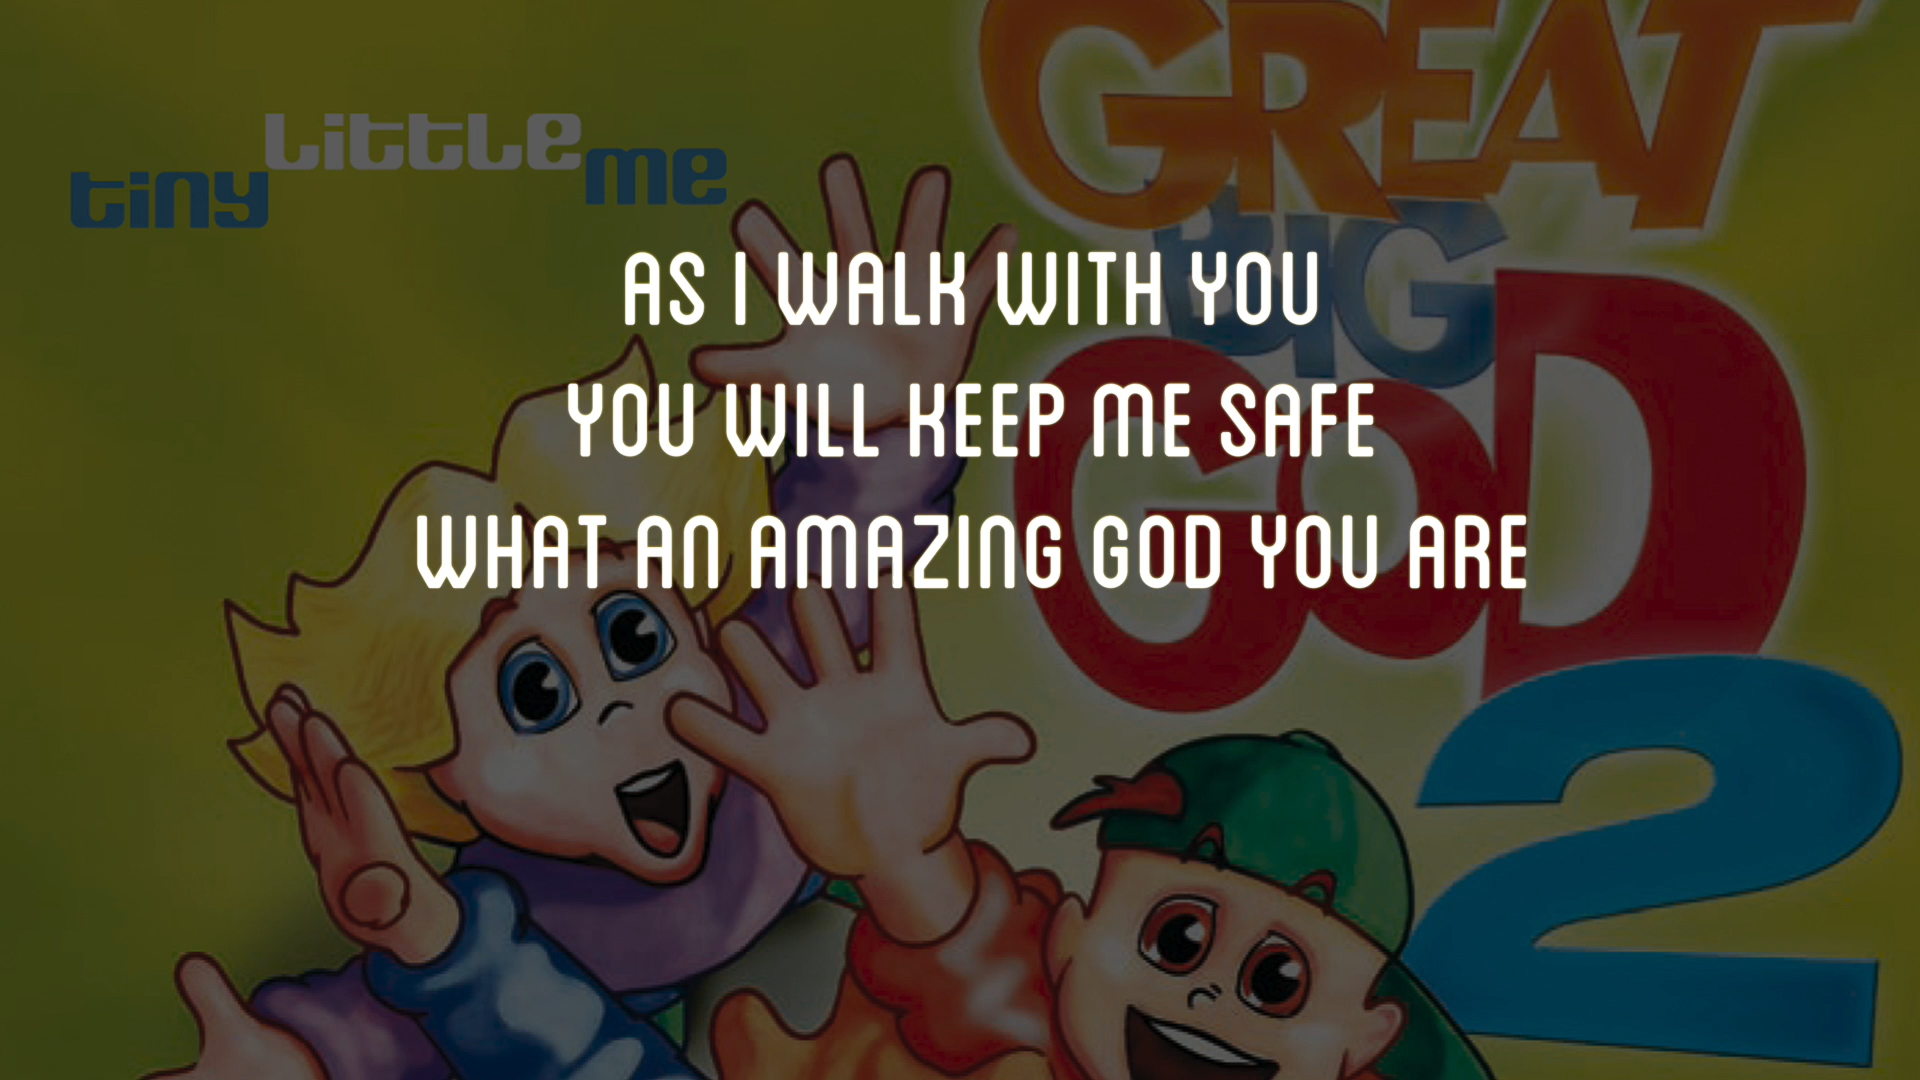 tiny little me
GREAT
BIG
GOD
2
AS I WALK WITH YOU
YOU WILL KEEP ME SAFE
WHAT AN AMAZING GOD YOU ARE